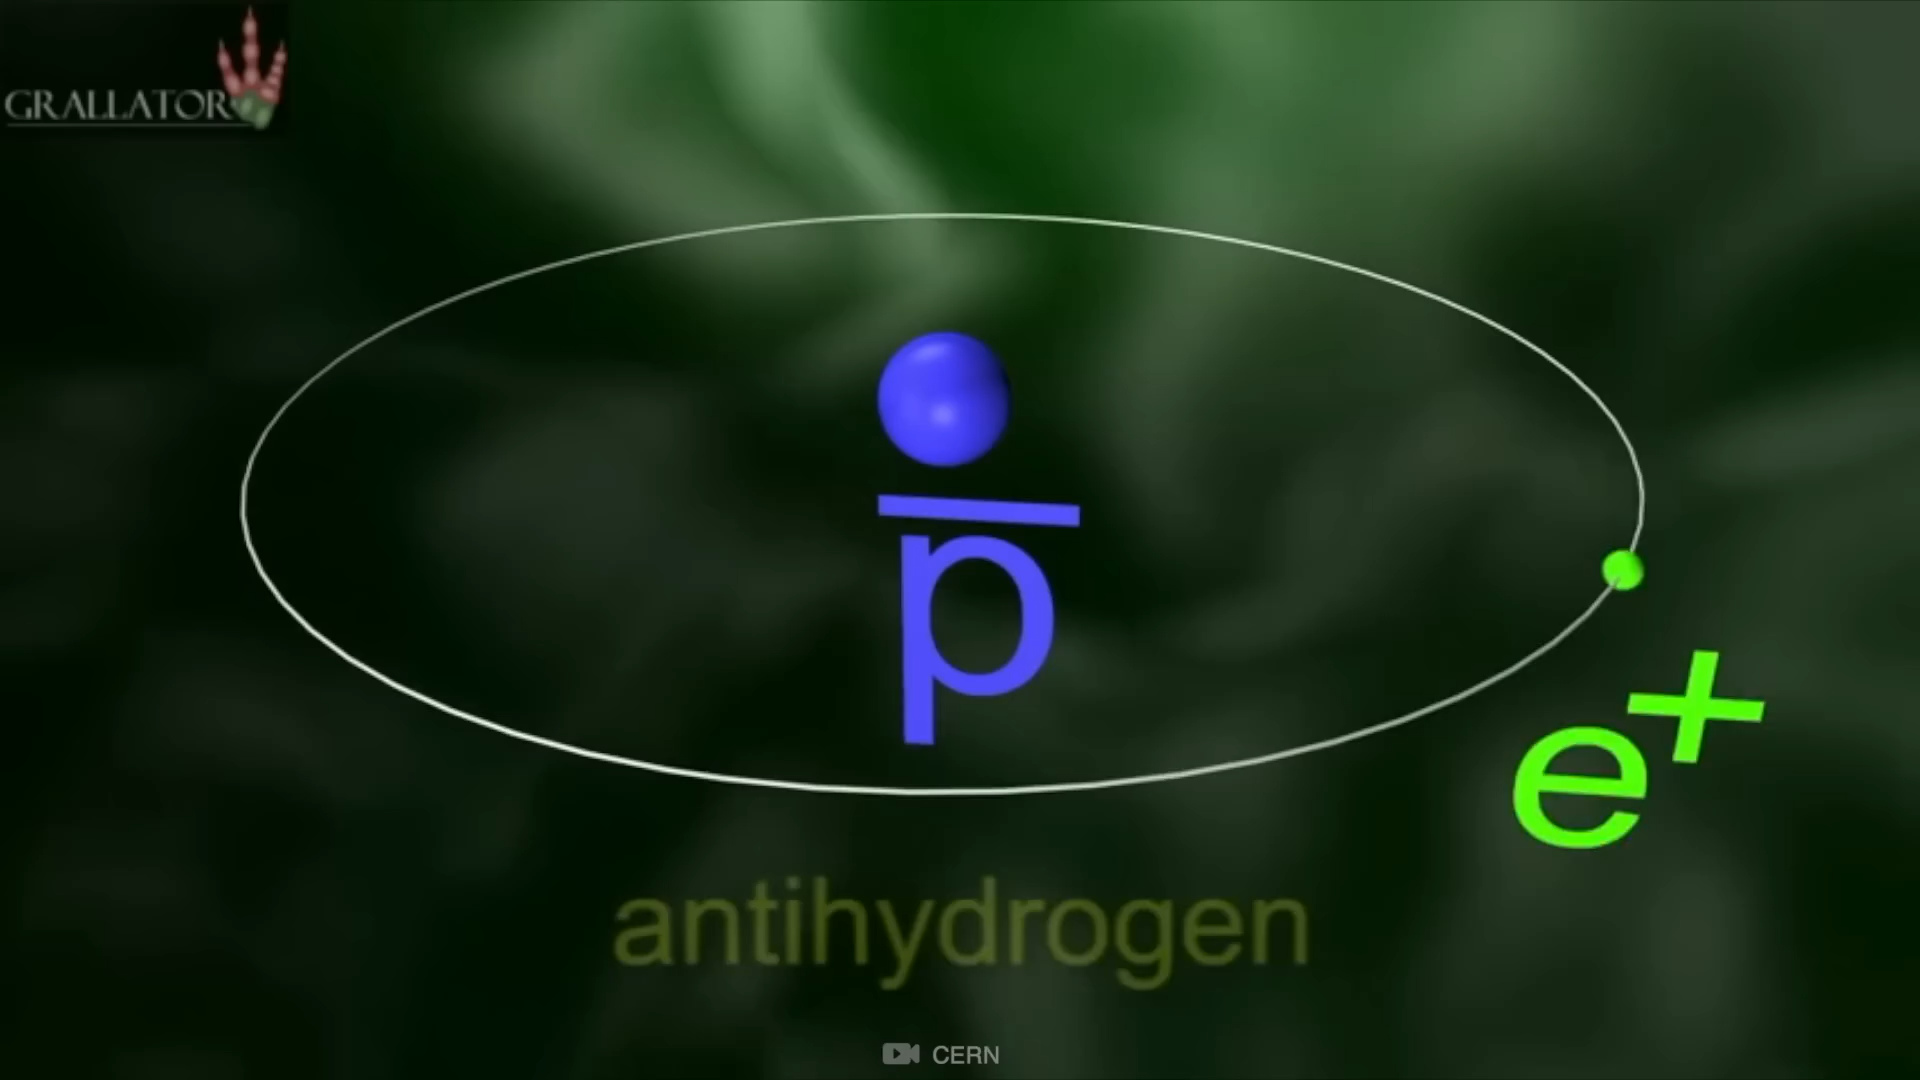 GRALLATOR
p̅
e⁺
antihydrogen
CERN